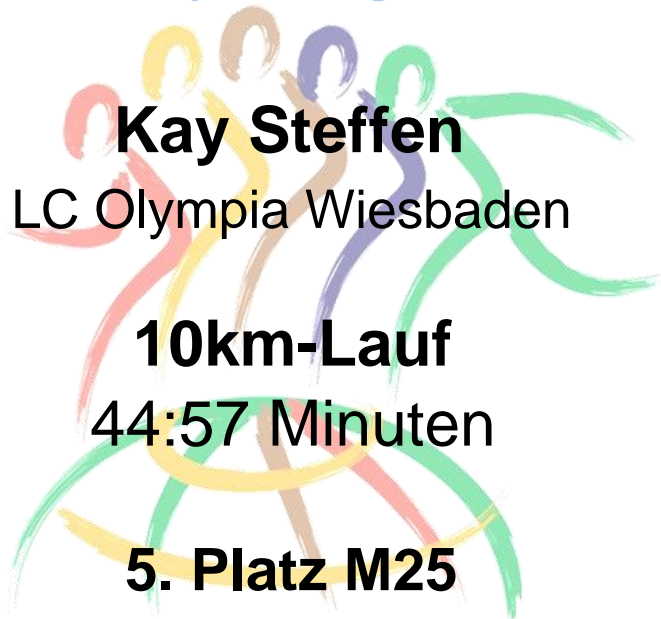 Kay Steffen
LC Olympia Wiesbaden
10km-Lauf
44:57 Minuten
5. Platz M25